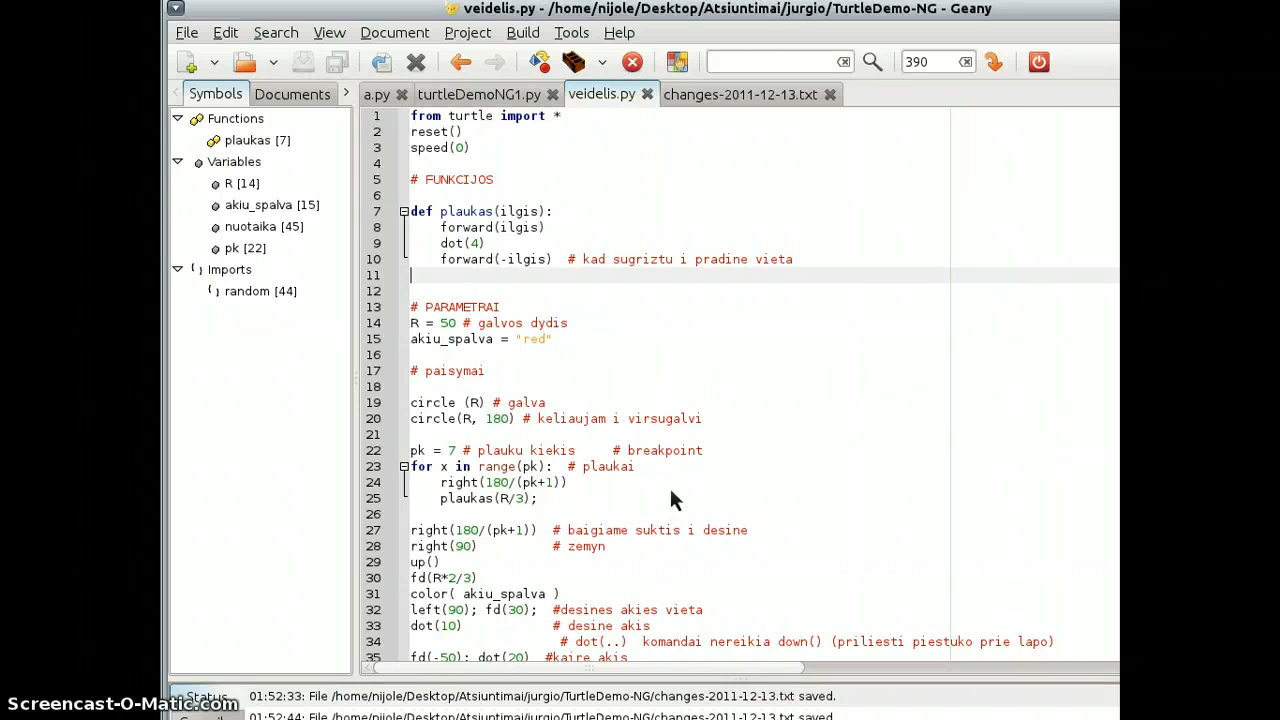 veidelis.py - /home/nijole/Desktop/Atsiuntimai/jurgio/TurtleDemo-NG - Geany
File Edit Search View Document Project Build Tools Help
390
Symbols Documents a.py turtleDemoNG1.py veidelis.py changes-2011-12-13.txt
Functions
plaukas [7]
Variables
R [14]
akiu_spalva [15]
nuotaika [45]
pk [22]
Imports
random [44]
1 from turtle import *
2 reset()
3 speed(0)
4
5 # FUNKCIJOS
6
7 def plaukas(ilgis):
8 forward(ilgis)
9 dot(4)
10 forward(-ilgis) # kad sugriztu i pradine vieta
11
12
13 # PARAMETRAI
14 R = 50 # galvos dydis
15 akiu_spalva = "red"
16
17 # paisymai
18
19 circle (R) # galva
20 circle(R, 180) # keliaujam i virsugalvi
21
22 pk = 7 # plauku kiekis # breakpoint
23 for x in range(pk): # plaukai
24 right(180/(pk+1))
25 plaukas(R/3);
26
27 right(180/(pk+1)) # baigiame suktis i desine
28 right(90) # zemyn
29 up()
30 fd(R*2/3)
31 color( akiu_spalva )
32 left(90); fd(30); #desines akies vieta
33 dot(10) # desine akis
34 # dot(..) komandai nereikia down() (priliesti piestuko prie lapo)
35 fd(-50); dot(20) #kaire akis
Status 01:52:33: File /home/nijole/Desktop/Atsiuntimai/jurgio/TurtleDemo-NG/changes-2011-12-13.txt saved.
01:52:44: File /home/nijole/Desktop/Atsiuntimai/jurgio/TurtleDemo-NG/changes-2011-12-13.txt saved.
Screencast-O-Matic.com